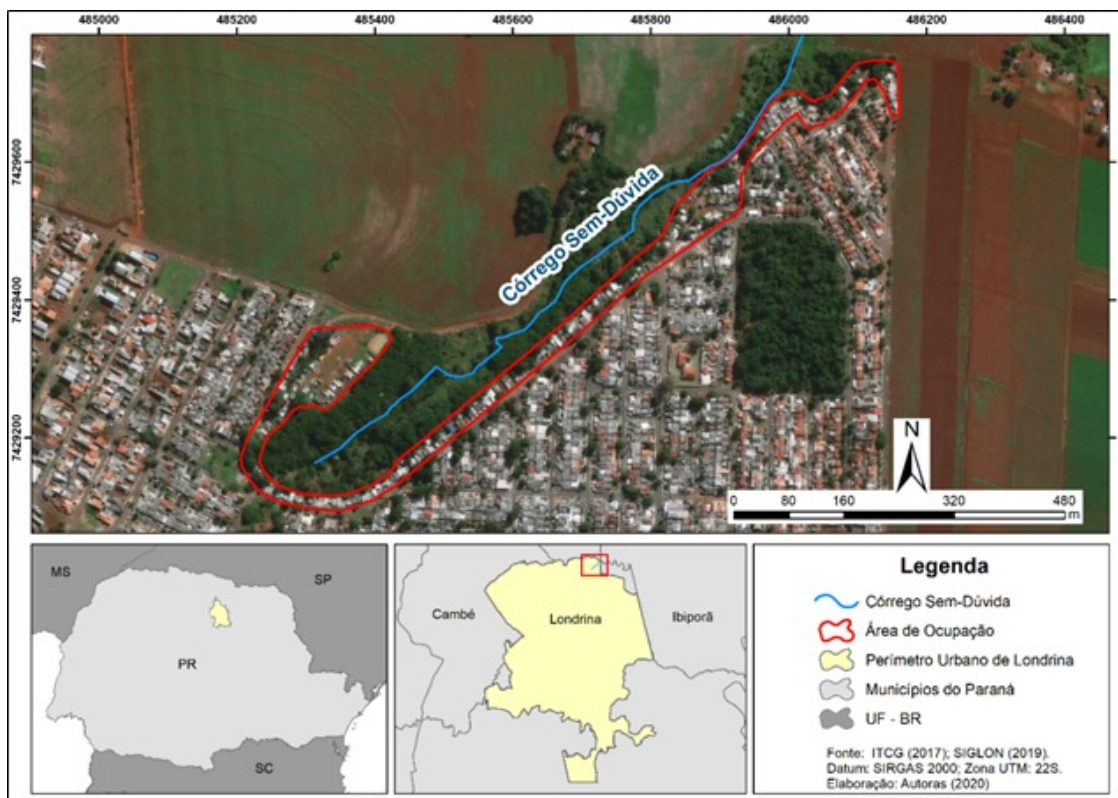 485000 485200 485400 485600 485800 486000 486200 486400
7429600
7429400
7429200
Córrego Sem-Dúvida
N
0 80 160 320 480
m
MS
SP
PR
SC
Cambé
Londrina
Ibiporã
Legenda
Córrego Sem-Dúvida
Área de Ocupação
Perímetro Urbano de Londrina
Municípios do Paraná
UF - BR
Fonte: ITCG (2017); SIGLON (2019).
Datum: SIRGAS 2000; Zona UTM: 22S.
Elaboração: Autoras (2020)